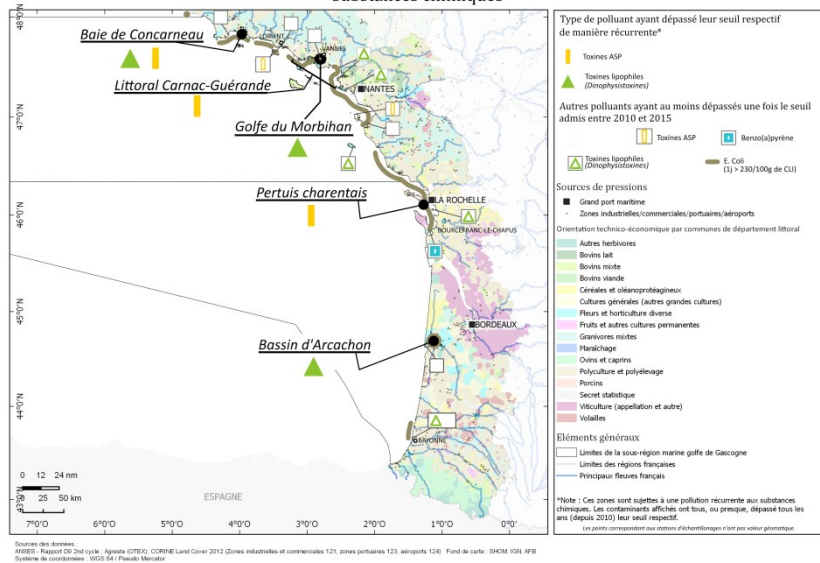 substances chimiques
48°0'N
47°0'N
46°0'N
45°0'N
44°0'N
43°0'N
Baie de Concarneau
Littoral Carnac-Guérande
Golfe du Morbihan
Pertuis charentais
Bassin d'Arcachon
LORIENT
VANNES
NANTES
LA ROCHELLE
BOURCEFRANC-LE-CHAPUS
BORDEAUX
BAYONNE
ESPAGNE
0 12 24 nm
0 25 50 km
7°0'O 6°0'O 5°0'O 4°0'O 3°0'O 2°0'O 1°0'O 0°0'
Type de polluant ayant dépassé leur seuil respectif
de manière récurrente*
Toxines ASP
Toxines lipophiles
(Dinophysistoxines)
Autres polluants ayant au moins dépassés une fois le seuil
admis entre 2010 et 2015
Toxines ASP
Benzo(a)pyrène
Toxines lipophiles
(Dinophysistoxines)
E. Coli
(1j > 230/100g de CLI)
Sources de pressions
Grand port maritime
Zones industrielles/commerciales/portuaires/aéroports
Orientation technico-économique par communes de département littoral
Autres herbivores
Bovins lait
Bovins mixte
Bovins viande
Céréales et oléanoprotéagineux
Cultures générales (autres grandes cultures)
Fleurs et horticulture diverse
Fruits et autres cultures permanentes
Granivores mixtes
Maraîchage
Ovins et caprins
Polyculture et polyélevage
Porcins
Secret statistique
Viticulture (appellation et autre)
Volailles
Eléments généraux
Limites de la sous-région marine golfe de Gascogne
Limites des régions françaises
Principaux fleuves français
*Note : Ces zones sont sujettes à une pollution récurrente aux substances
chimiques. Les contaminants affichés ont tous, ou presque, dépassé tous les
ans (depuis 2010) leur seuil respectif.
Les points correspondant aux stations d'échantillonages n'ont pas valeur géomatique.
Sources des données :
ANSES - Rapport D9 2nd cycle ; Agreste (OTEX); CORINE Land Cover 2012 (Zones industrielles et commerciales 121, zones portuaires 123, aéroports 124) Fond de carte : SHOM, IGN, AFB
Système de coordonnées : WGS 84 / Pseudo Mercator